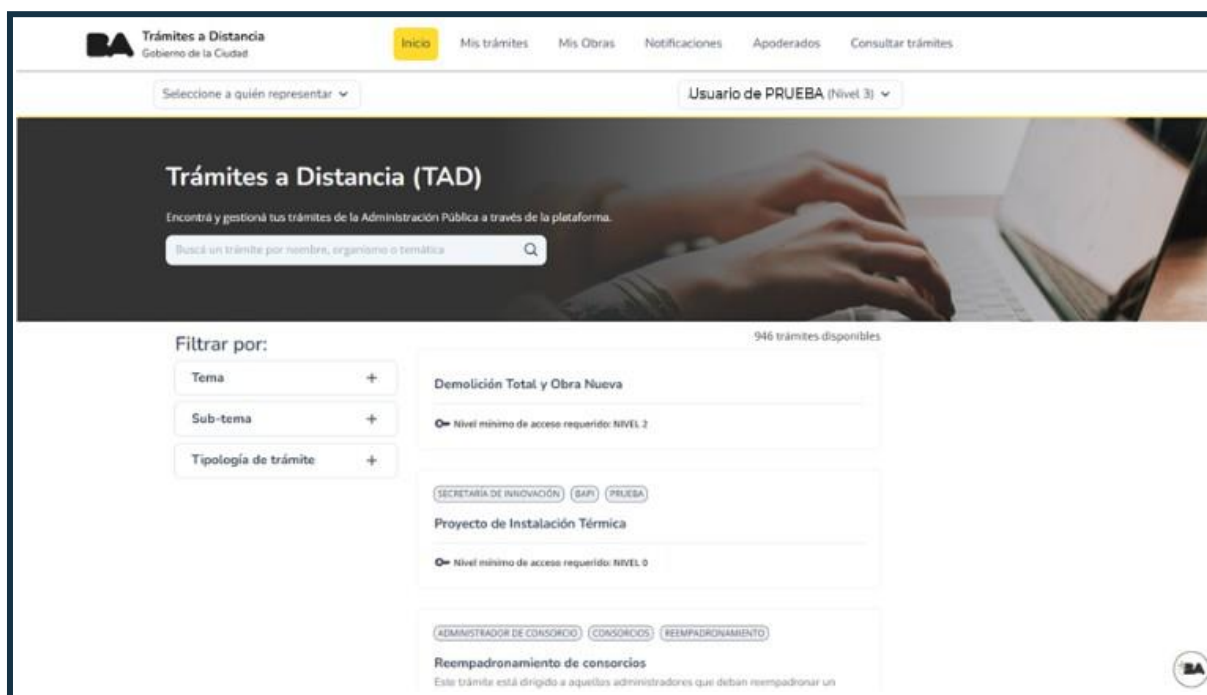 BA
Trámites a Distancia
Gobierno de la Ciudad
Inicio
Mis trámites
Mis Obras
Notificaciones
Apoderados
Consultar trámites
Seleccione a quién representar
Usuario de PRUEBA (Nivel 3)
Trámites a Distancia (TAD)
Encontrá y gestioná tus trámites de la Administración Pública a través de la plataforma.
Buscá un trámite por nombre, organismo o temática
946 trámites disponibles
Filtrar por:
Tema
Sub-tema
Tipología de trámite
Demolición Total y Obra Nueva
Nivel mínimo de acceso requerido: NIVEL 2
SECRETARÍA DE INNOVACIÓN
BAPI
PRUEBA
Proyecto de Instalación Térmica
Nivel mínimo de acceso requerido: NIVEL 0
ADMINISTRADOR DE CONSORCIO
CONSORCIOS
REEMPADRONAMIENTO
Reempadronamiento de consorcios
Este trámite está dirigido a aquellos administradores que deban reempadronar un
BA